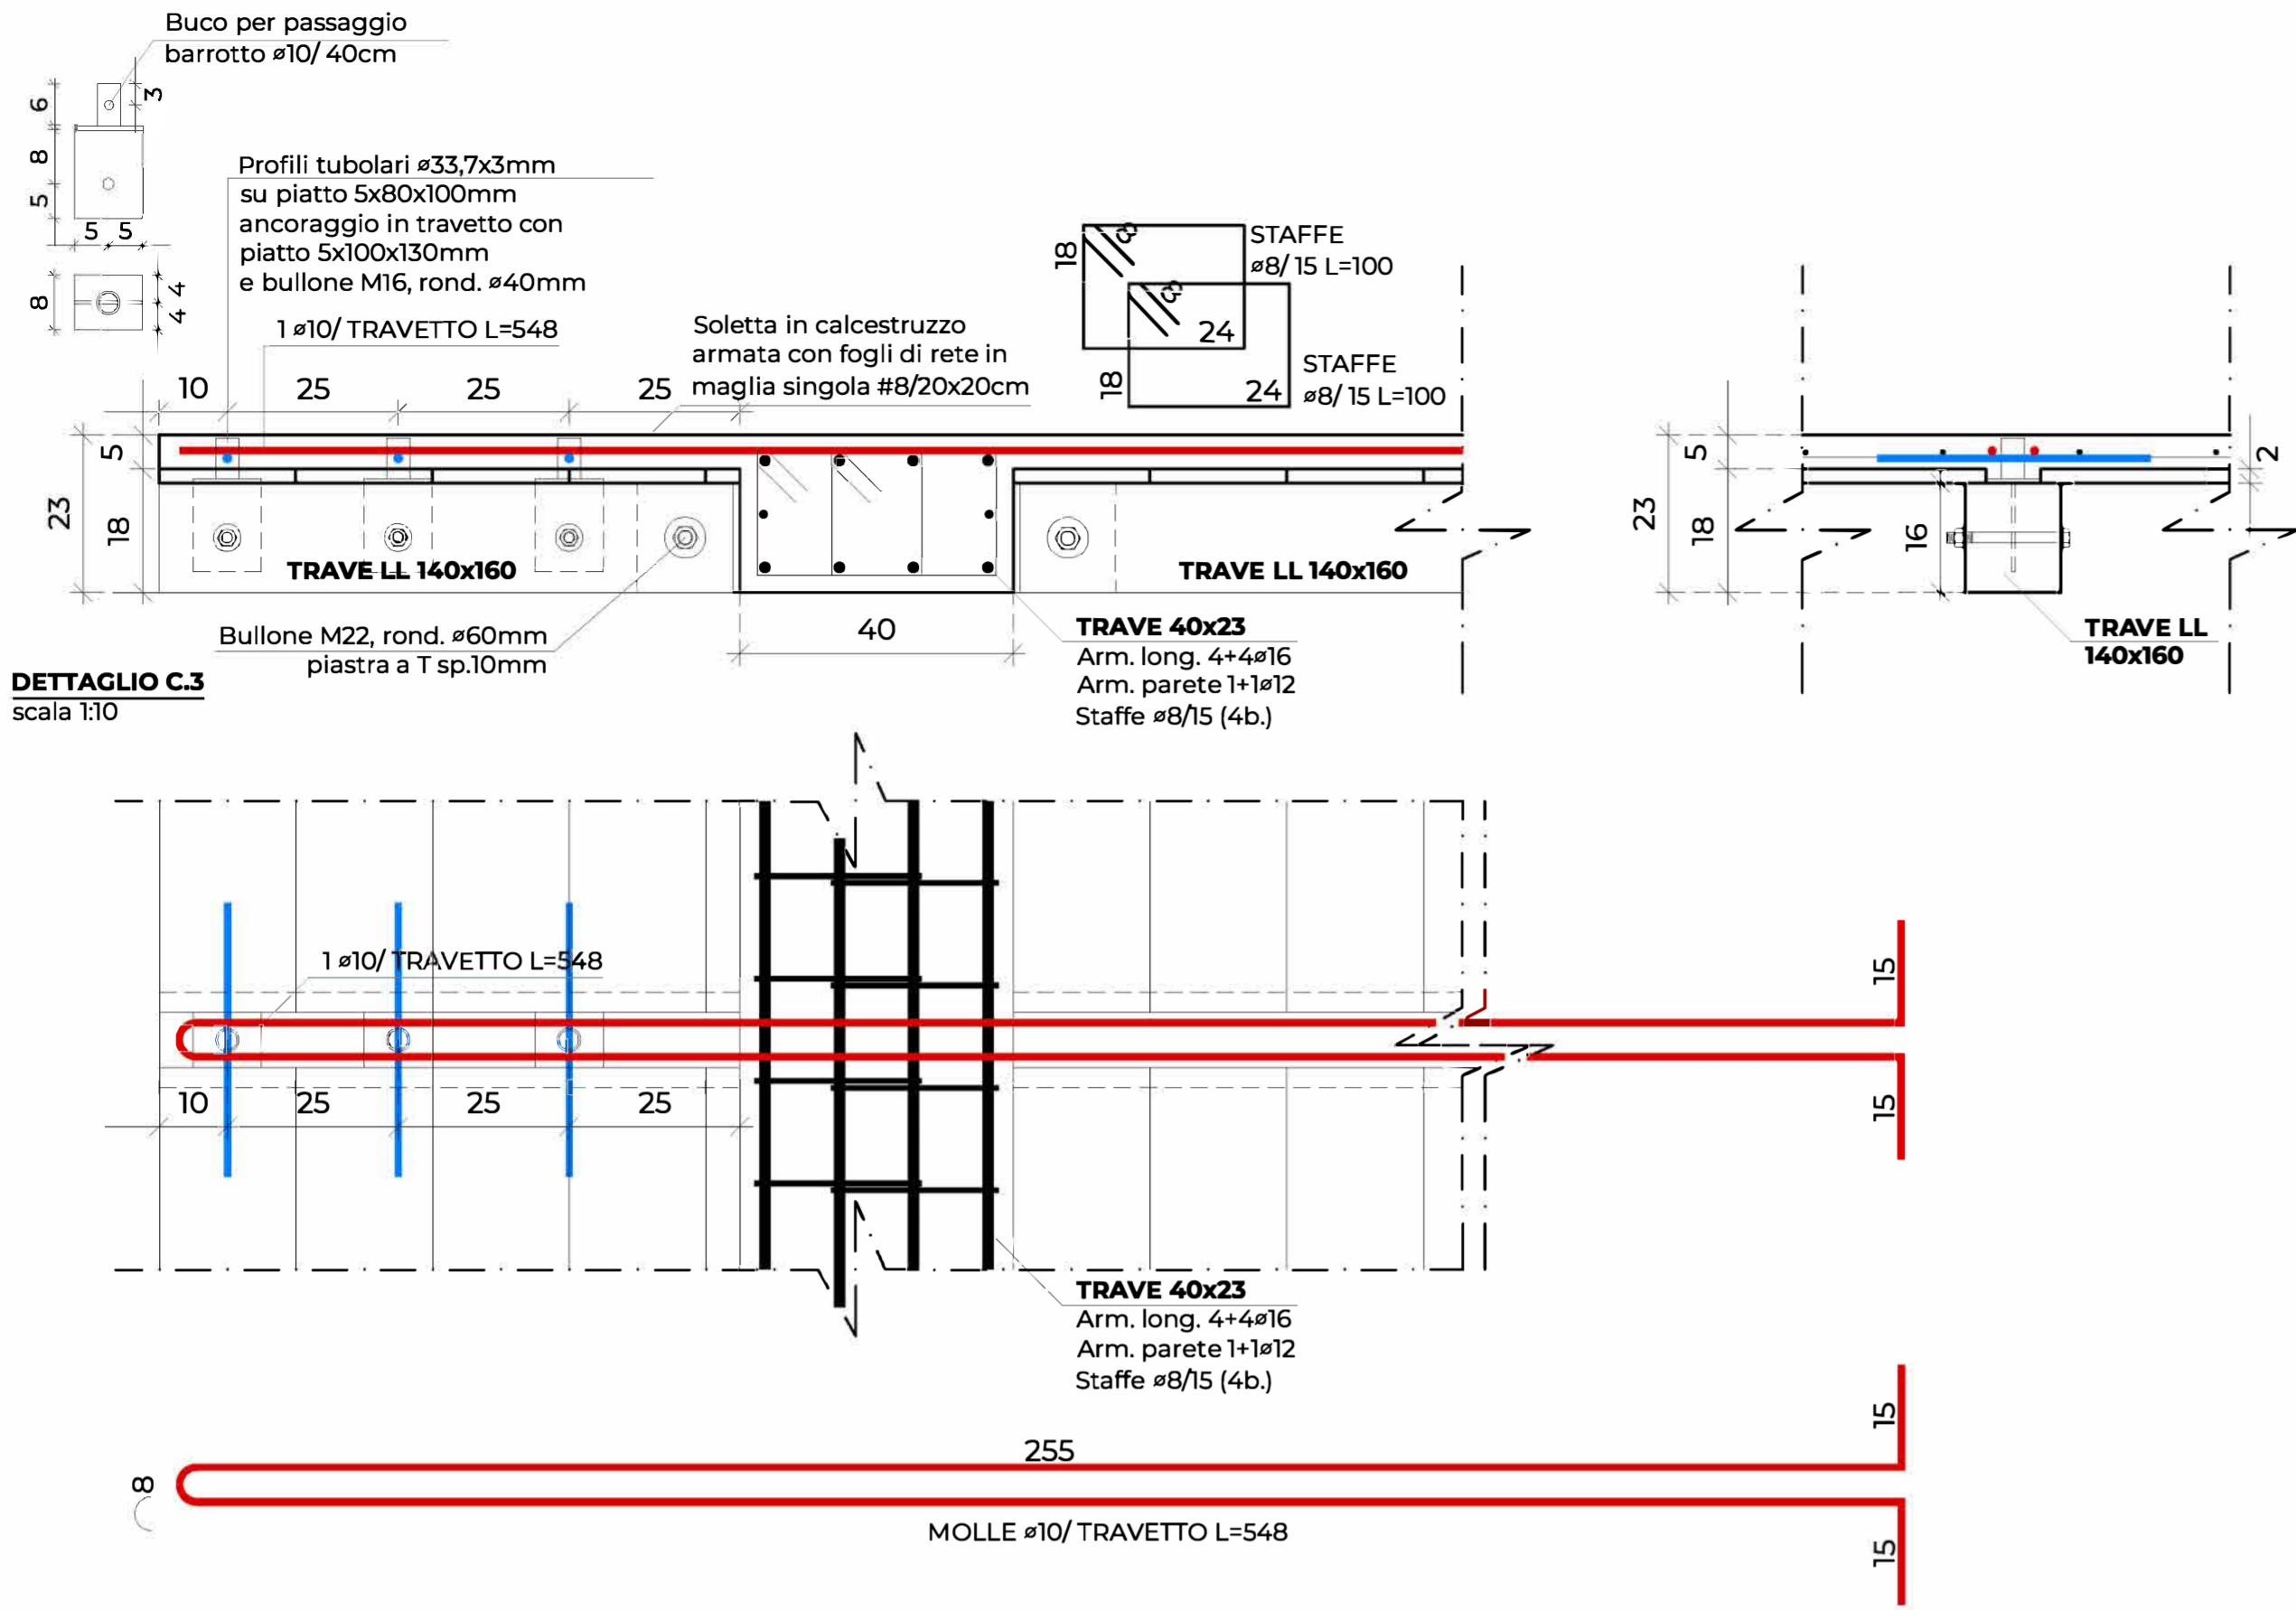 Buco per passaggio
barrotto ø10/ 40cm
6
3
8
5
5 5
8
4
4
Profili tubolari ø33,7x3mm
su piatto 5x80x100mm
ancoraggio in travetto con
piatto 5x100x130mm
e bullone M16, rond. ø40mm
1 ø10/ TRAVETTO L=548
Soletta in calcestruzzo
armata con fogli di rete in
maglia singola #8/20x20cm
18
8
24
STAFFE
ø8/ 15 L=100
18
8
24
STAFFE
ø8/ 15 L=100
10 25 25 25
5
23
18
TRAVE LL 140x160
TRAVE LL 140x160
Bullone M22, rond. ø60mm
piastra a T sp.10mm
40
TRAVE 40x23
Arm. long. 4+4ø16
Arm. parete 1+1ø12
Staffe ø8/15 (4b.)
5
2
23
18
16
TRAVE LL
140x160
DETTAGLIO C.3
scala 1:10
1 ø10/ TRAVETTO L=548
10 25 25 25
15
15
TRAVE 40x23
Arm. long. 4+4ø16
Arm. parete 1+1ø12
Staffe ø8/15 (4b.)
15
255
8
MOLLE ø10/ TRAVETTO L=548
15